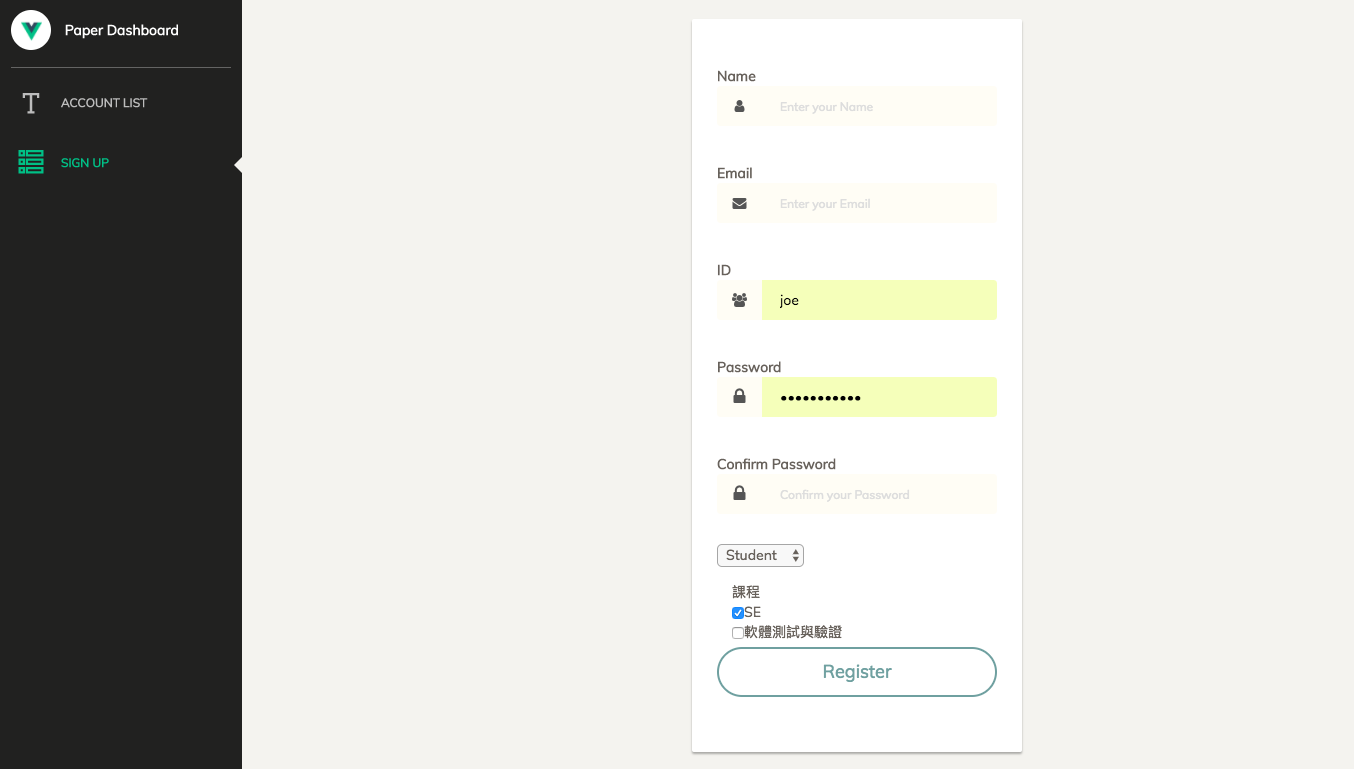 Paper Dashboard
ACCOUNT LIST
SIGN UP
Name
Enter your Name
Email
Enter your Email
ID
joe
Password
•••••••••••
Confirm Password
Confirm your Password
Student
課程
SE
軟體測試與驗證
Register